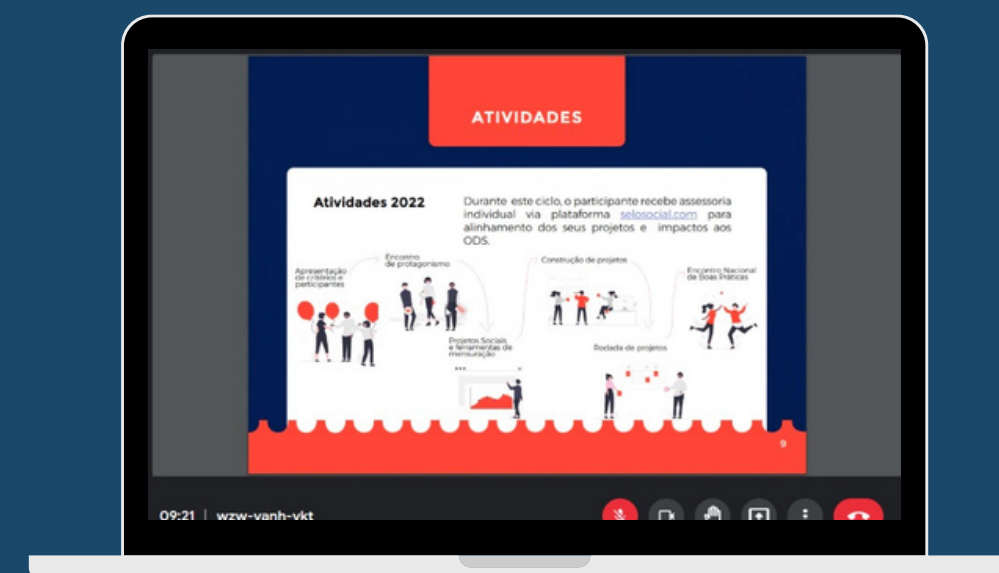 ATIVIDADES
Atividades 2022
Durante este ciclo, o participante recebe assessoria
individual via plataforma selosocial.com para
alinhamento dos seus projetos e impactos aos
ODS.
Apresentação
de critérios e
participantes
Encontro
de protagonismo
Projetos Sociais
e ferramentas de
mensuração
Construção de projetos
Rodada de projetos
Encontro Nacional
de Boas Práticas
9
09:21 | wzw-vanh-vkt